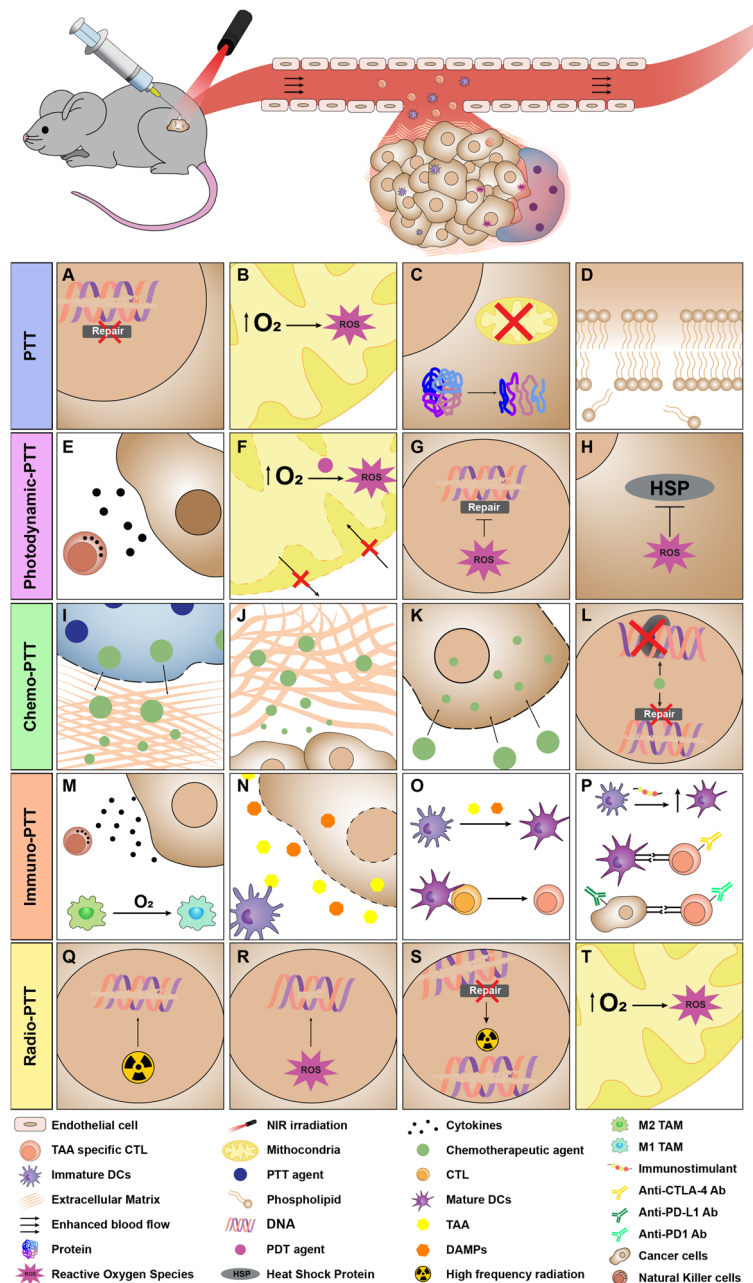 PTT
A
Repair
B
↑O₂
ROS
C
D
Photodynamic-PTT
E
F
↑O₂
ROS
G
Repair
ROS
H
HSP
ROS
Chemo-PTT
I
J
K
L
Repair
Immuno-PTT
M
O₂
N
O
P
Radio-PTT
Q
R
ROS
S
Repair
T
↑O₂
ROS
Endothelial cell
TAA specific CTL
Immature DCs
Extracellular Matrix
Enhanced blood flow
Protein
ROS
Reactive Oxygen Species
NIR irradiation
Mithocondria
PTT agent
Phospholipid
DNA
PDT agent
HSP
Heat Shock Protein
Cytokines
Chemotherapeutic agent
CTL
Mature DCs
TAA
DAMPs
High frequency radiation
M2 TAM
M1 TAM
Immunostimulant
Anti-CTLA-4 Ab
Anti-PD-L1 Ab
Anti-PD1 Ab
Cancer cells
Natural Killer cells